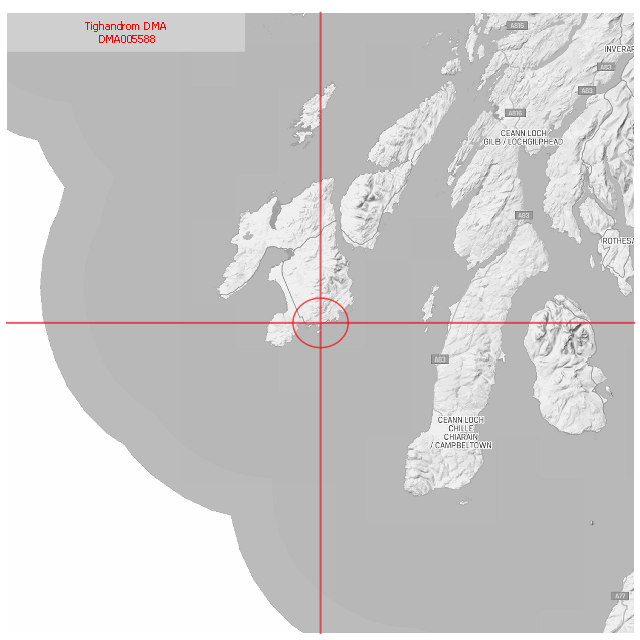 Tighandrom DMA
DMA005588
A816
INVERAR
A83
A83
A816
CEANN LOCH
GILB / LOCHGILPHEAD
A83
ROTHESA
A83
CEANN LOCH
CHILLE
CHIARAIN
/ CAMPBELTOWN
A77